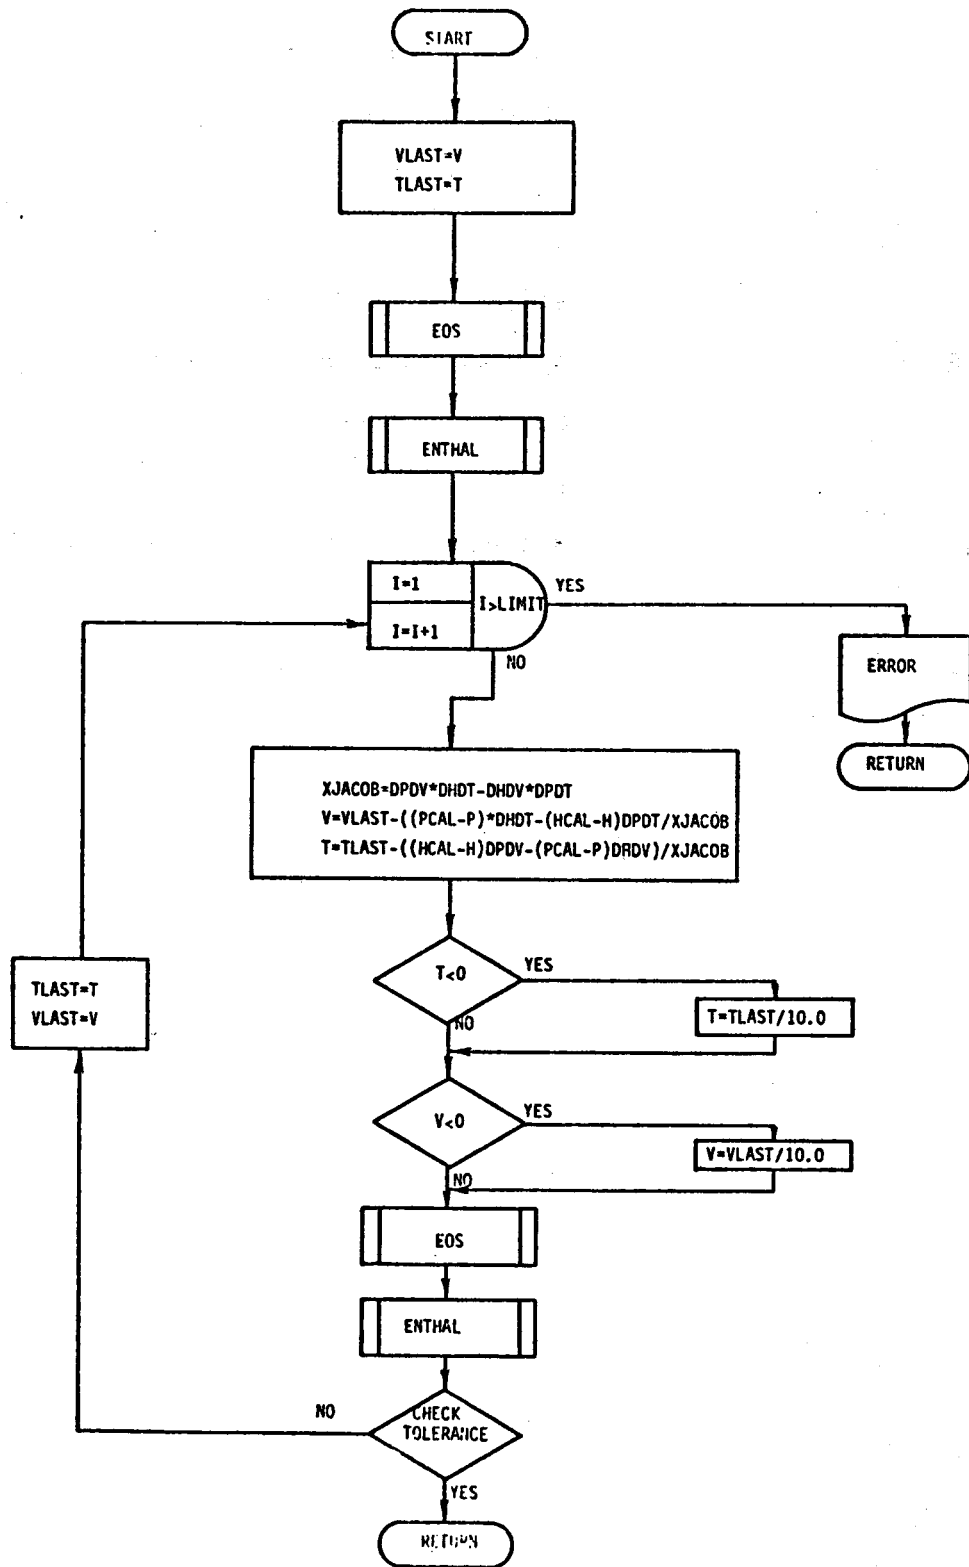 START
VLAST=V
TLAST=T
EOS
ENTHAL
I=1
I>LIMIT
YES
I=I+1
NO
ERROR
RETURN
XJACOB=DPDV*DHDT-DHDV*DPDT
V=VLAST-((PCAL-P)*DHDT-(HCAL-H)DPDT/XJACOB
T=TLAST-((HCAL-H)DPDV-(PCAL-P)DHDV)/XJACOB
T<0
YES
T=TLAST/10.0
NO
TLAST=T
VLAST=V
V<0
YES
V=VLAST/10.0
NO
EOS
ENTHAL
CHECK
TOLERANCE
NO
YES
RETURN